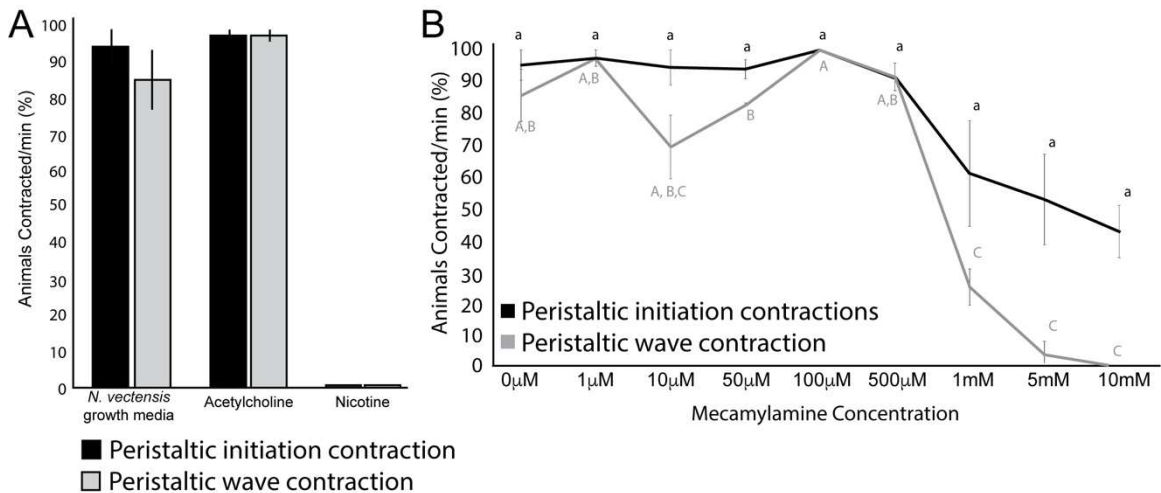 A
Animals Contracted/min (%)
100
90
80
70
60
50
40
30
20
10
0
N. vectensis
growth media
Acetylcholine
Nicotine
Peristaltic initiation contraction
Peristaltic wave contraction
B
Animals Contracted/min (%)
100
90
80
70
60
50
40
30
20
10
0
a a a a a a a a a
A,B
A,B
A, B,C
B
A
A,B
C
C
C
Peristaltic initiation contractions
Peristaltic wave contraction
0µM 1µM 10µM 50µM 100µM 500µM 1mM 5mM 10mM
Mecamylamine Concentration